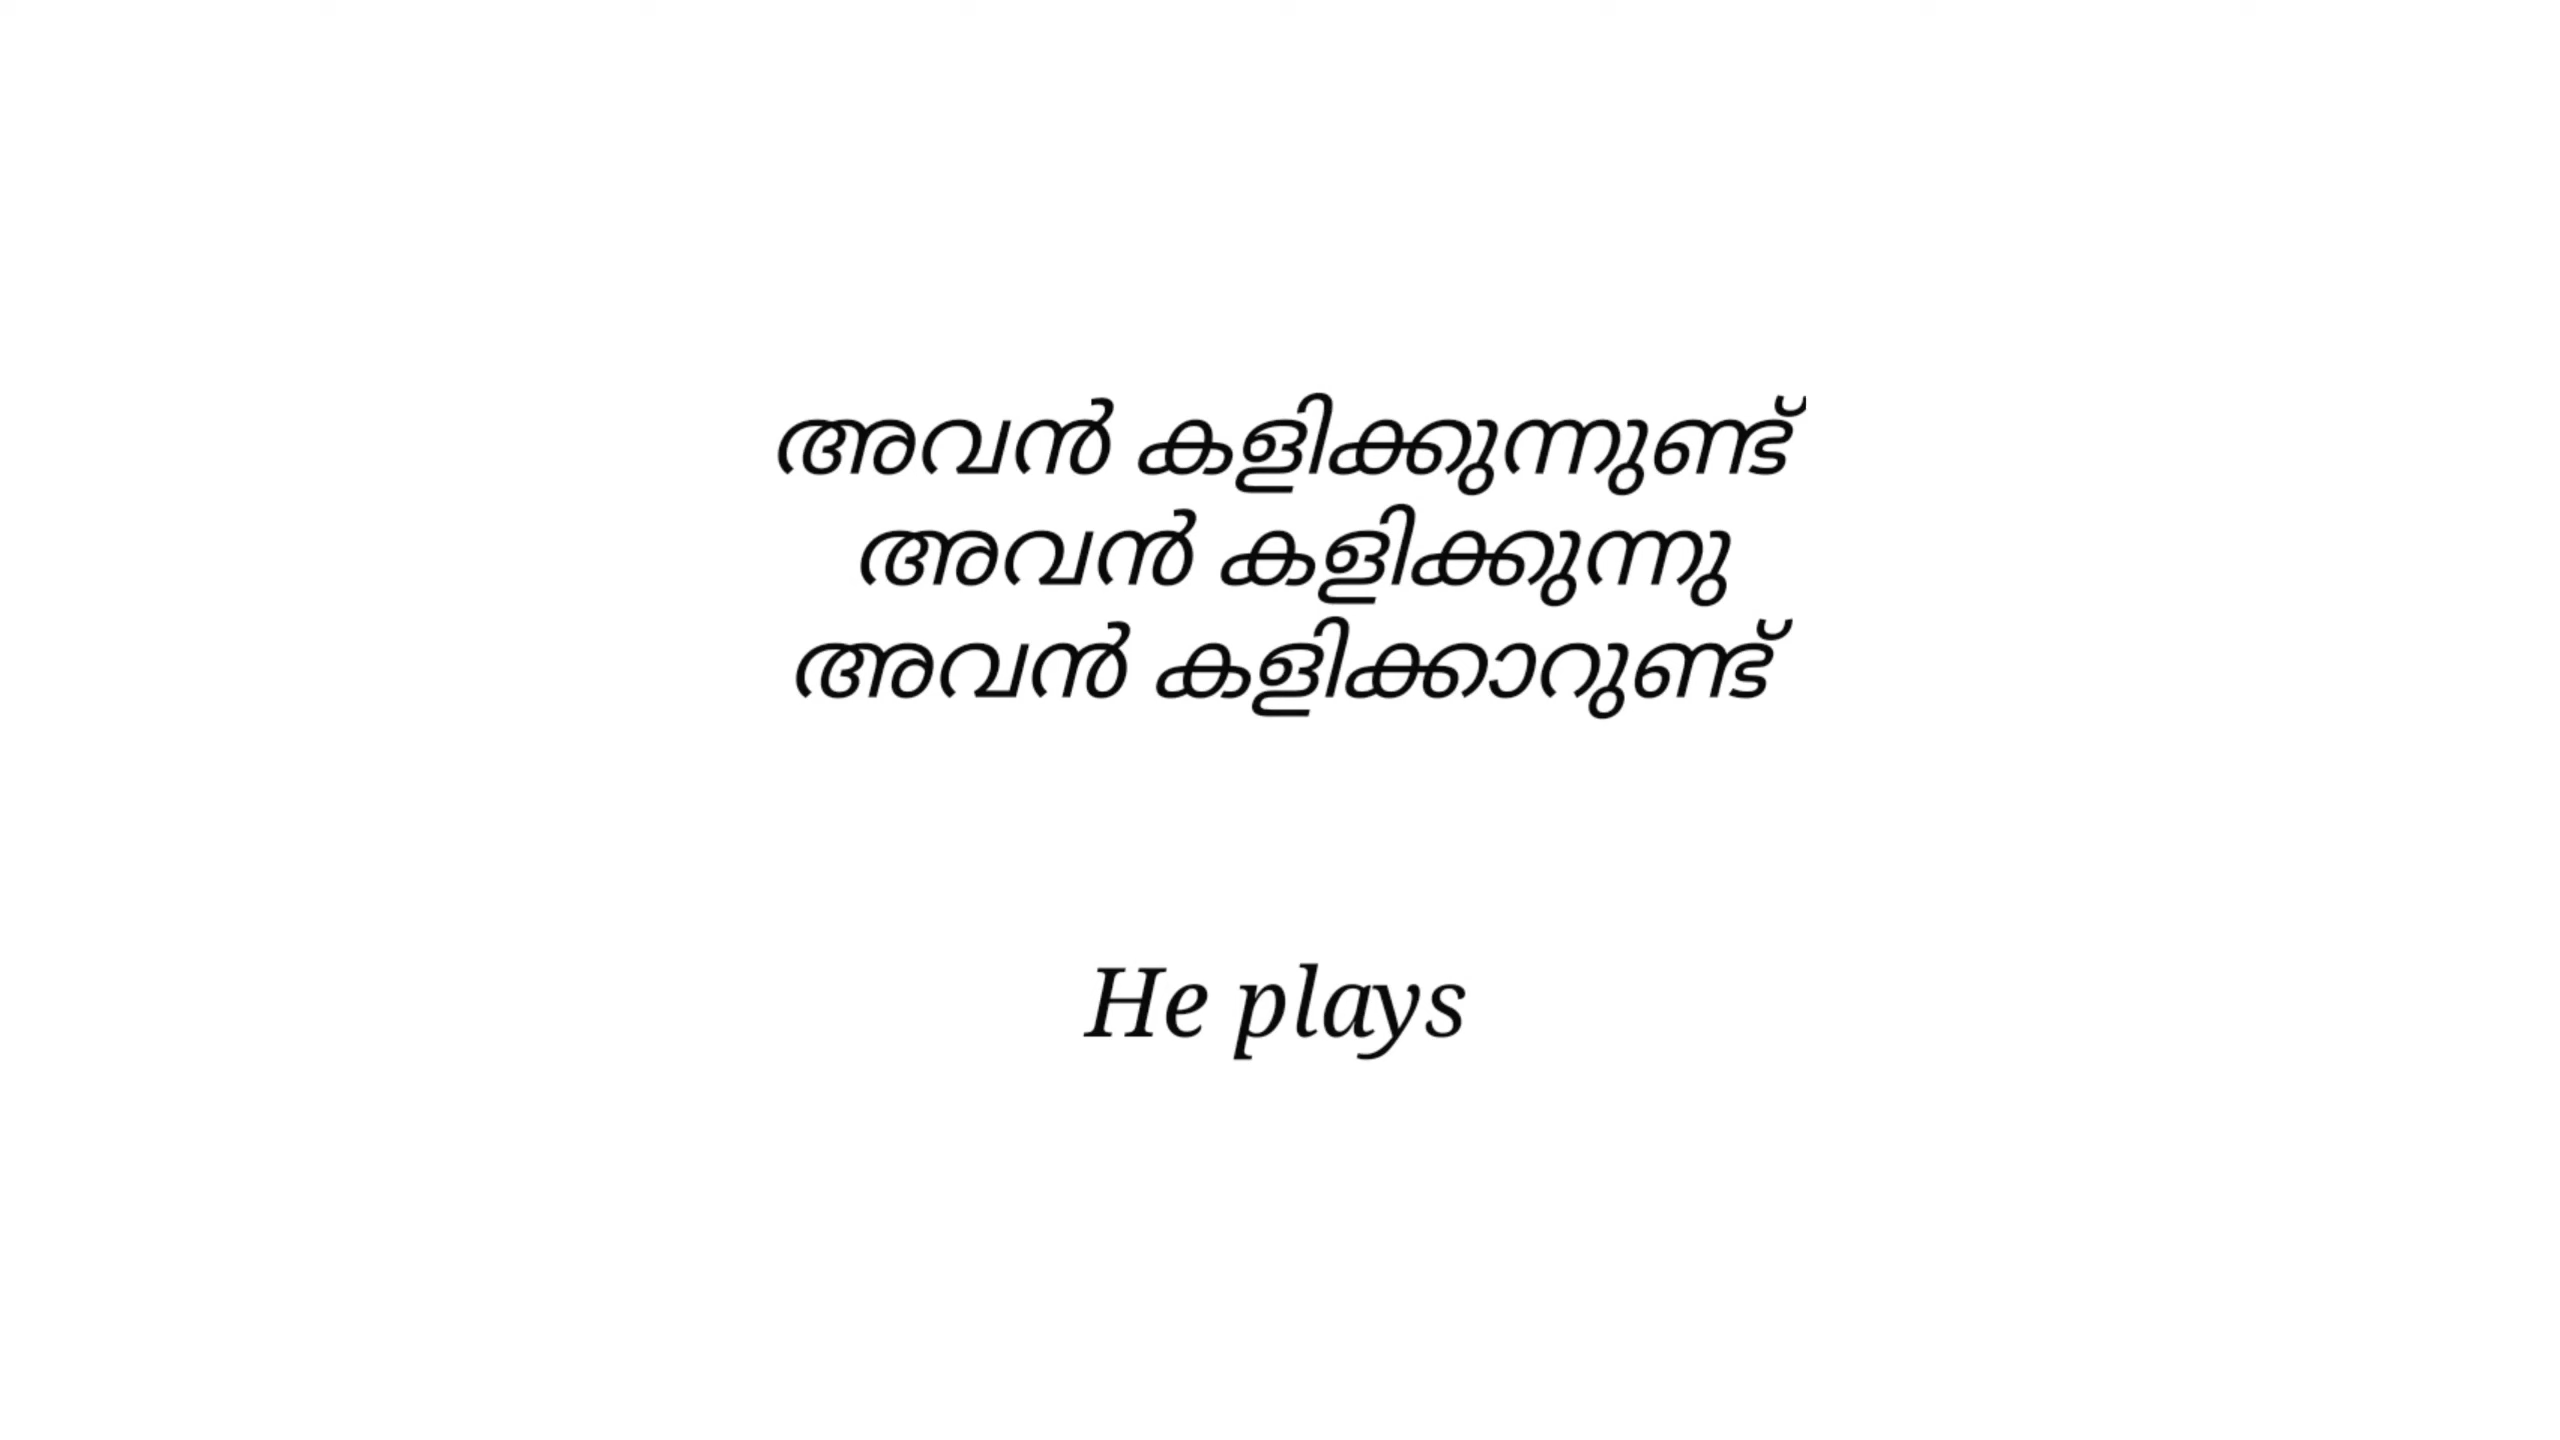 അവൻ കളിക്കുന്നുണ്ട്
അവൻ കളിക്കുന്നു
അവൻ കളിക്കാറുണ്ട്
He plays